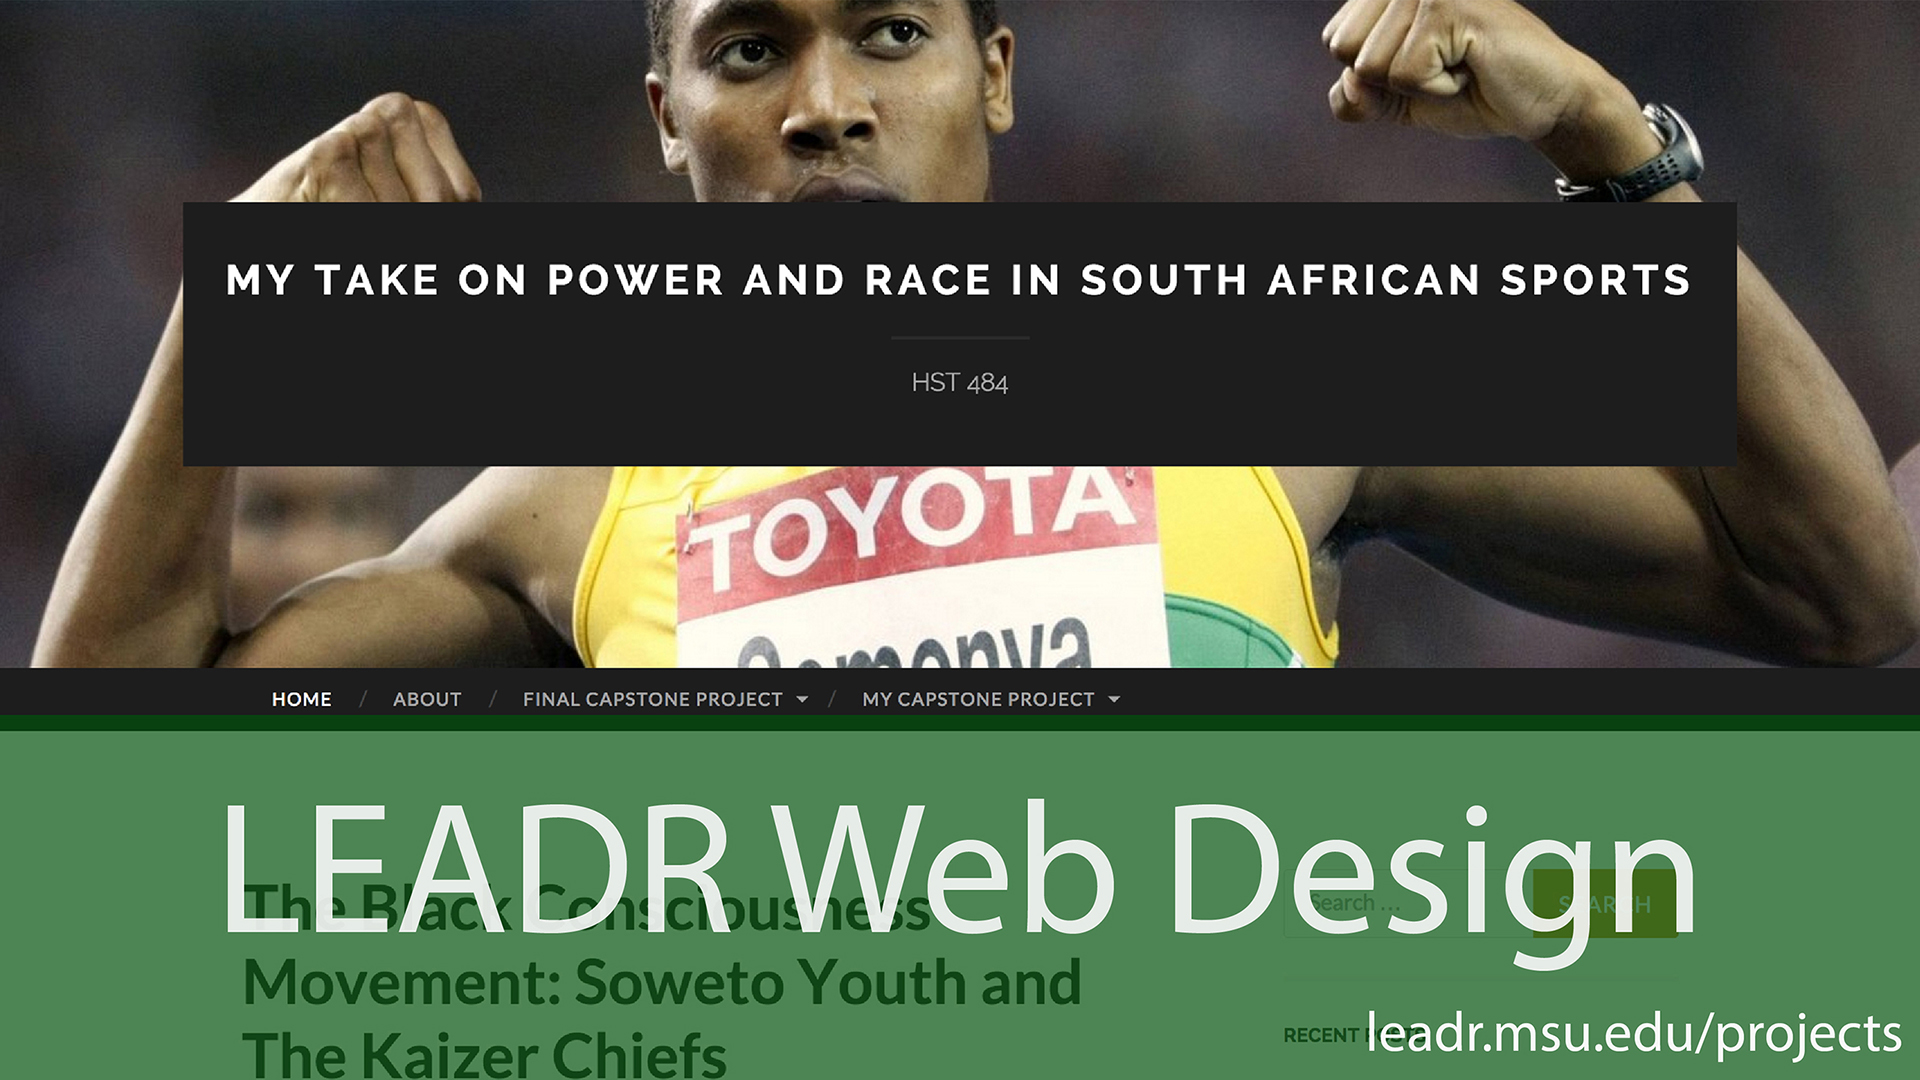 MY TAKE ON POWER AND RACE IN SOUTH AFRICAN SPORTS
HST 484
TOYOTA
Semenya
HOME / ABOUT / FINAL CAPSTONE PROJECT / MY CAPSTONE PROJECT
LEADR Web Design
The Black Consciousness
Movement: Soweto Youth and
The Kaizer Chiefs
Search ...
SEARCH
RECENT POSTS
leadr.msu.edu/projects